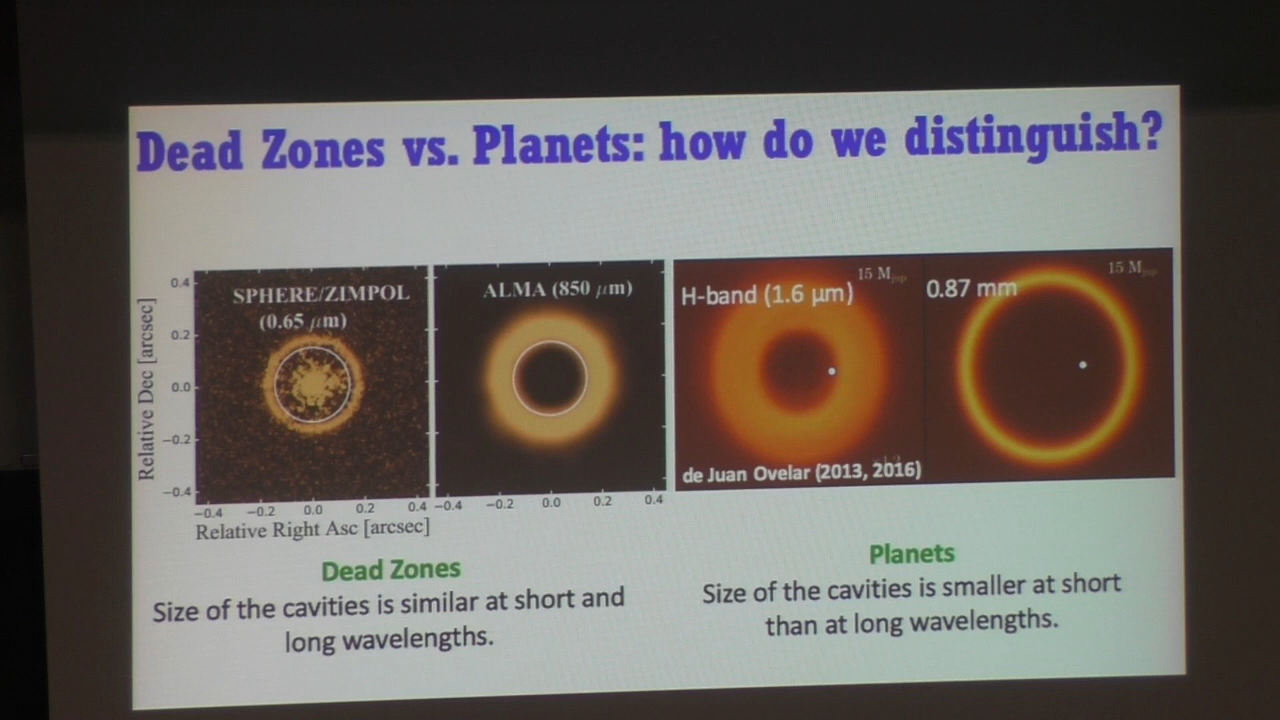 Dead Zones vs. Planets: how do we distinguish?
Relative Dec [arcsec]
0.4
0.2
0.0
−0.2
−0.4
SPHERE/ZIMPOL
(0.65 μm)
ALMA (850 μm)
−0.4 −0.2 0.0 0.2 0.4 −0.4 −0.2 0.0 0.2 0.4
Relative Right Asc [arcsec]
H-band (1.6 μm)
15 M
de Juan Ovelar (2013, 2016)
0.87 mm
15 M
Dead Zones
Size of the cavities is similar at short and
long wavelengths.
Planets
Size of the cavities is smaller at short
than at long wavelengths.